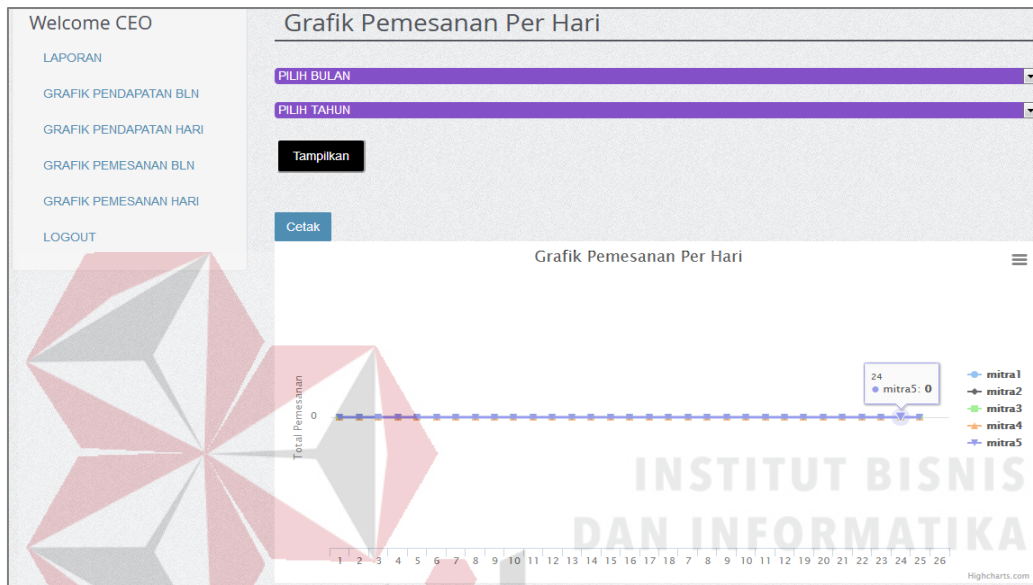 Welcome CEO
LAPORAN
GRAFIK PENDAPATAN BLN
GRAFIK PENDAPATAN HARI
GRAFIK PEMESANAN BLN
GRAFIK PEMESANAN HARI
LOGOUT
Grafik Pemesanan Per Hari
PILIH BULAN
PILIH TAHUN
Tampilkan
Cetak
Grafik Pemesanan Per Hari
Total Pemesanan
0
24
mitra5: 0
mitra1
mitra2
mitra3
mitra4
mitra5
INSTITUT BISNIS
DAN INFORMATIKA
1 2 3 4 5 6 7 8 9 10 11 12 13 14 15 16 17 18 7 8 9 10 11 12 19 20 21 22 23 24 25 26
Highcharts.com